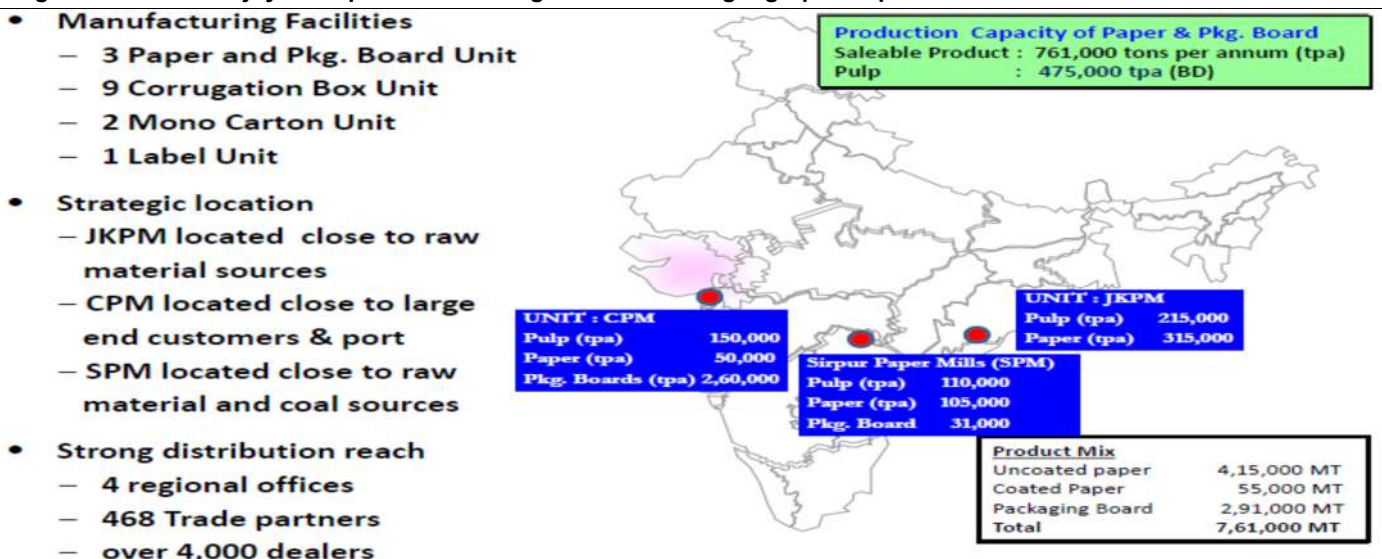 • Manufacturing Facilities
– 3 Paper and Pkg. Board Unit
– 9 Corrugation Box Unit
– 2 Mono Carton Unit
– 1 Label Unit
• Strategic location
– JKPM located close to raw
material sources
– CPM located close to large
end customers & port
– SPM located close to raw
material and coal sources
• Strong distribution reach
– 4 regional offices
– 468 Trade partners
– over 4,000 dealers
Production Capacity of Paper & Pkg. Board
Saleable Product : 761,000 tons per annum (tpa)
Pulp : 475,000 tpa (BD)
UNIT : CPM
Pulp (tpa) 150,000
Paper (tpa) 50,000
Pkg. Boards (tpa) 2,60,000
Sirpur Paper Mills (SPM)
Pulp (tpa) 110,000
Paper (tpa) 105,000
Pkg. Board 31,000
UNIT : JKPM
Pulp (tpa) 215,000
Paper (tpa) 315,000
Product Mix
Uncoated paper 4,15,000 MT
Coated Paper 55,000 MT
Packaging Board 2,91,000 MT
Total 7,61,000 MT